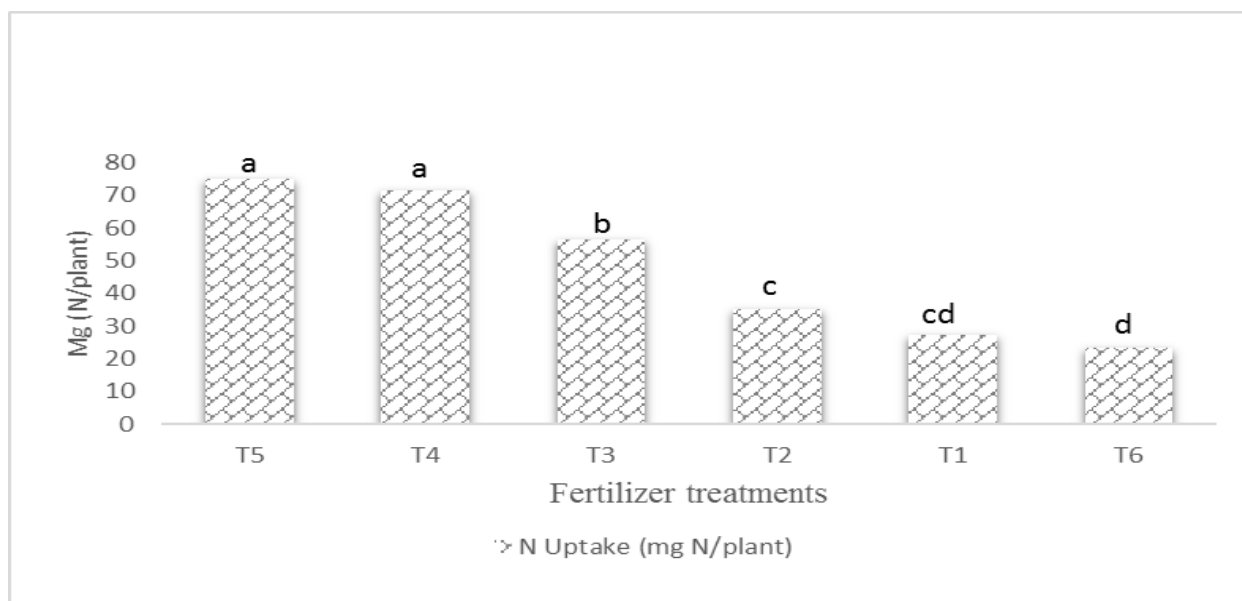 80
70
60
50
40
30
20
10
0
Mg (N/plant)
a
a
b
c
cd
d
T5 T4 T3 T2 T1 T6
Fertilizer treatments
N Uptake (mg N/plant)